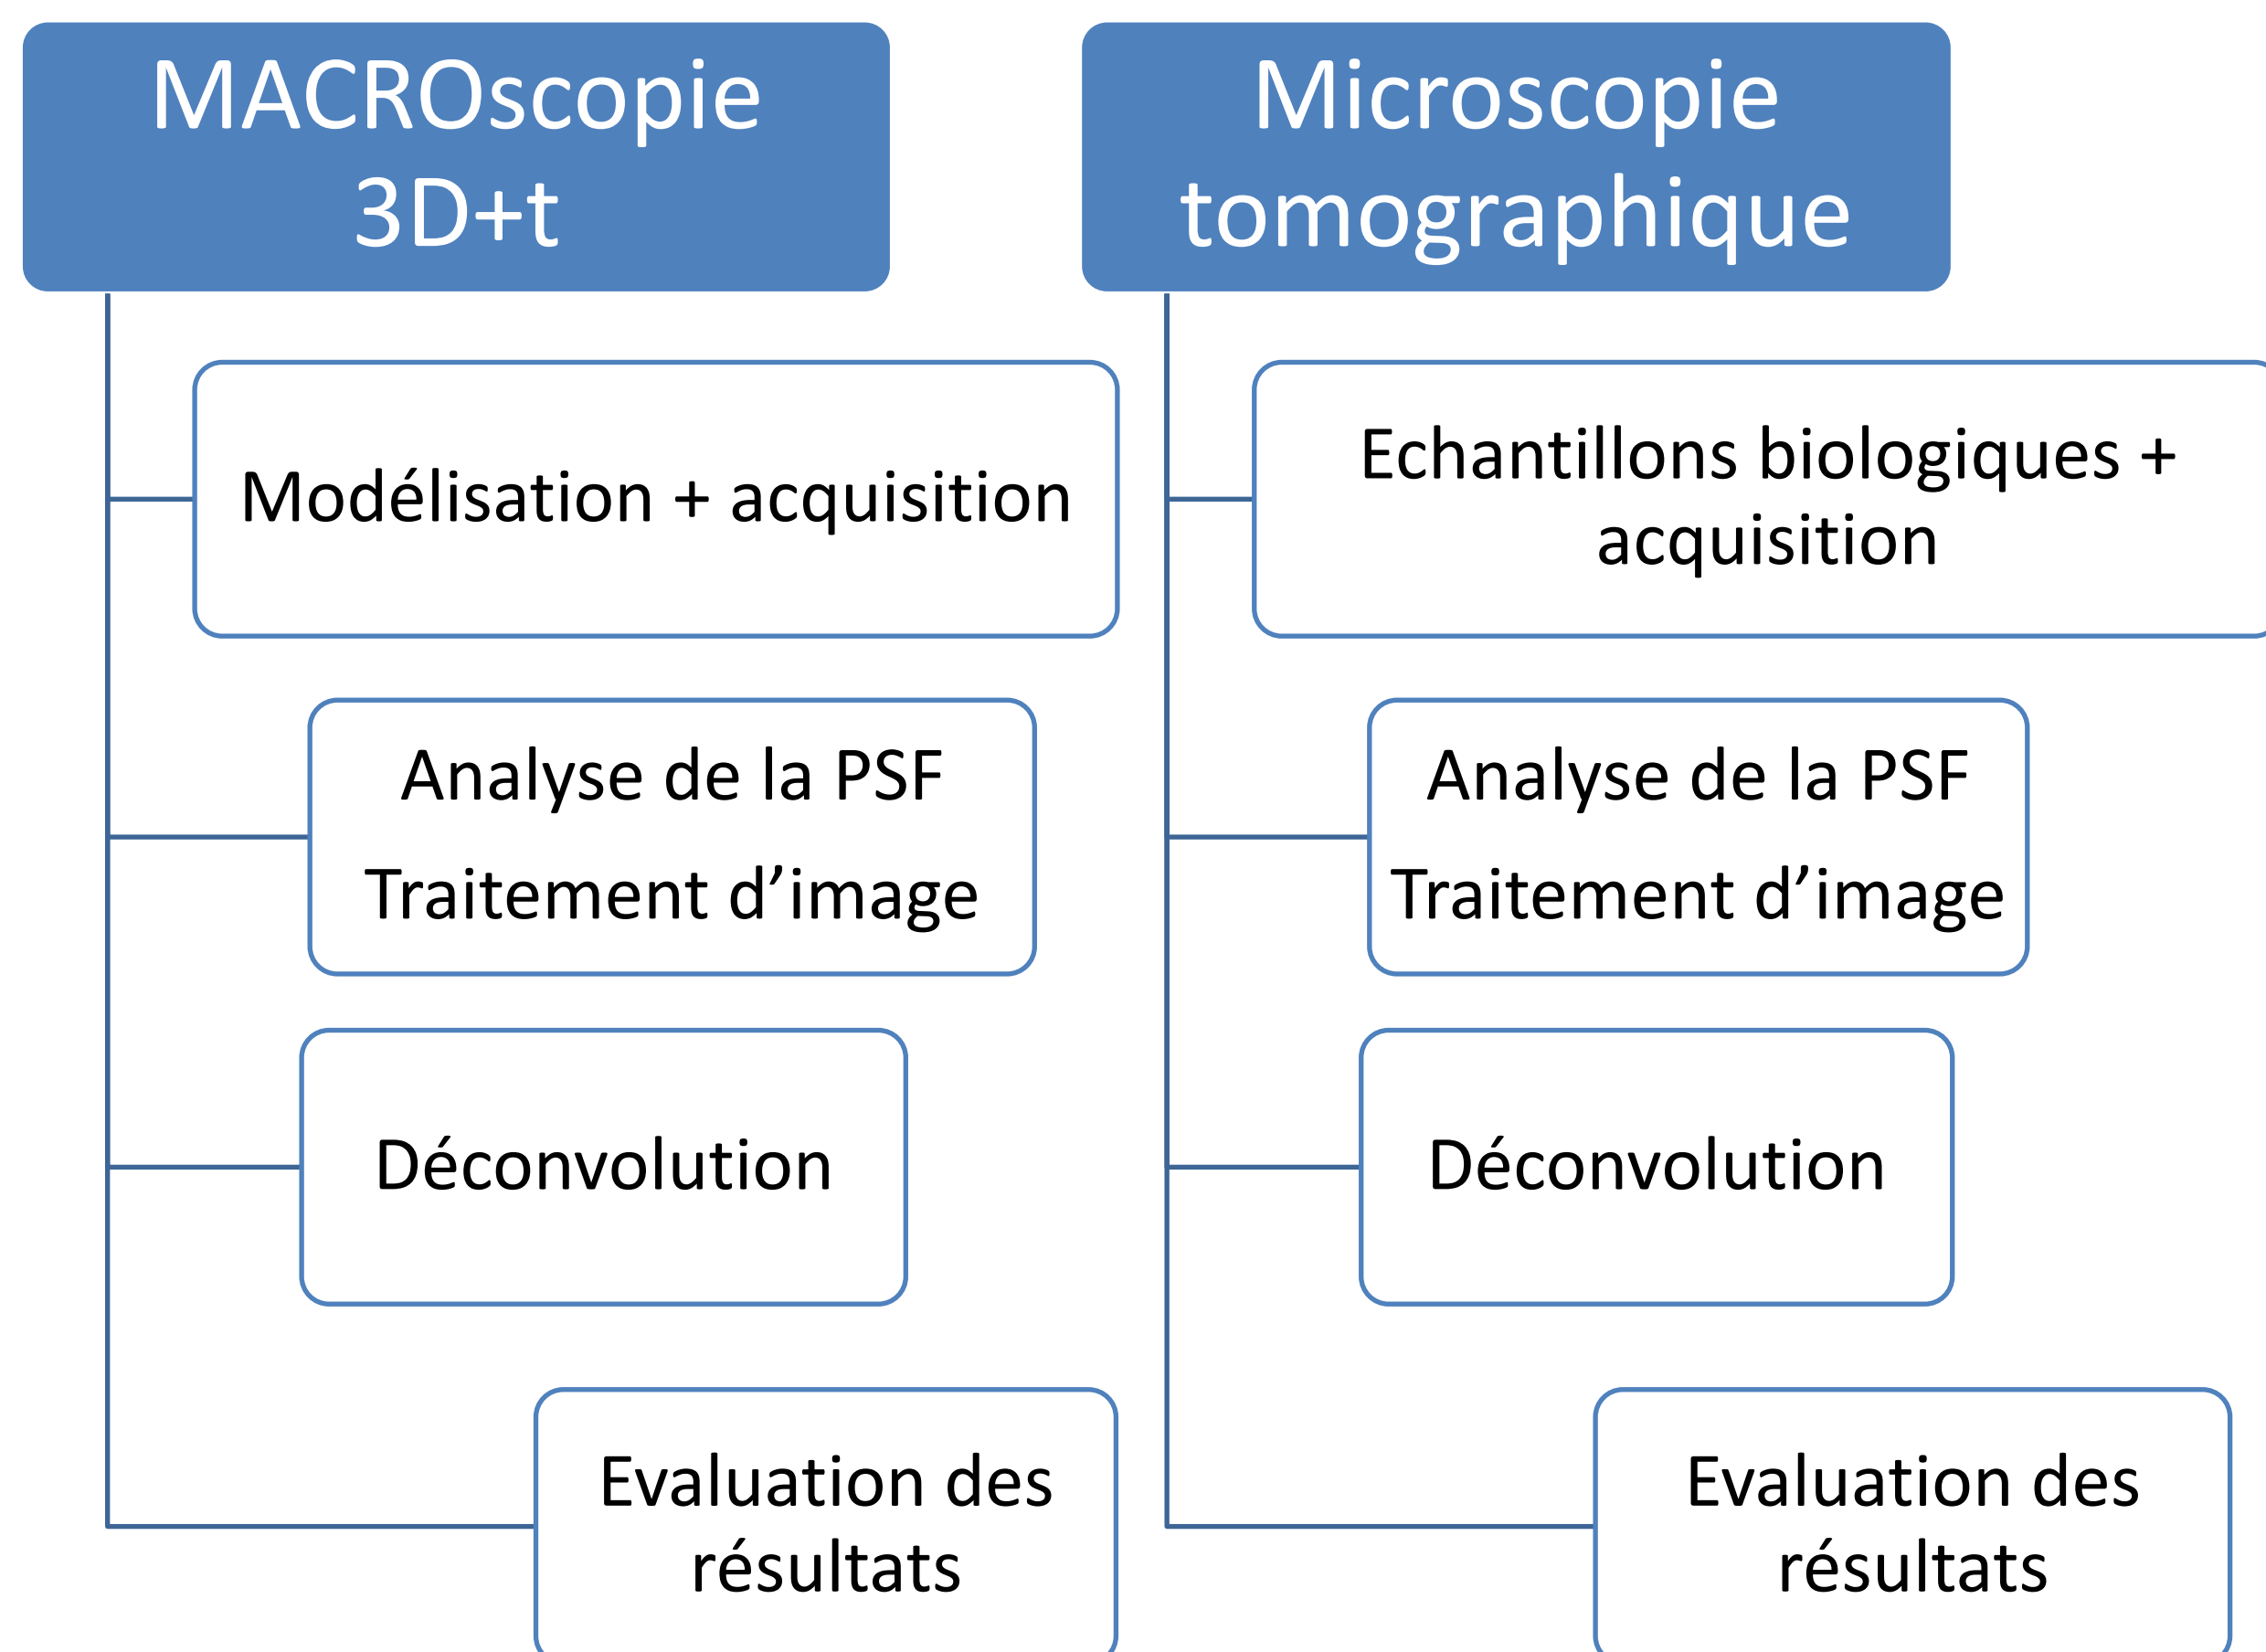 MACROscopie
3D+t
Modélisation + acquisition
Analyse de la PSF
Traitement d’image
Déconvolution
Evaluation des
résultats
Microscopie
tomographique
Echantillons biologiques +
acquisition
Analyse de la PSF
Traitement d’image
Déconvolution
Evaluation des
résultats